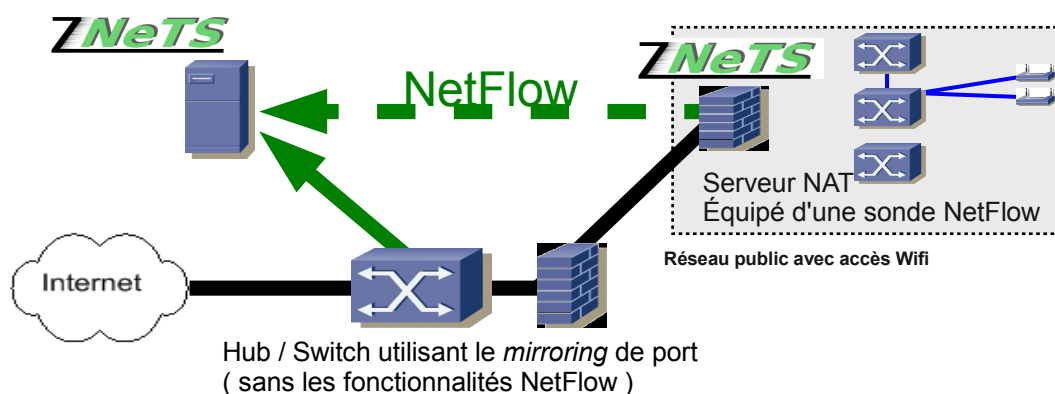 ZNeTS
ZNeTS
NetFlow
Serveur NAT
Équipé d'une sonde NetFlow
Réseau public avec accès Wifi
Internet
Hub / Switch utilisant le mirroring de port
( sans les fonctionnalités NetFlow )